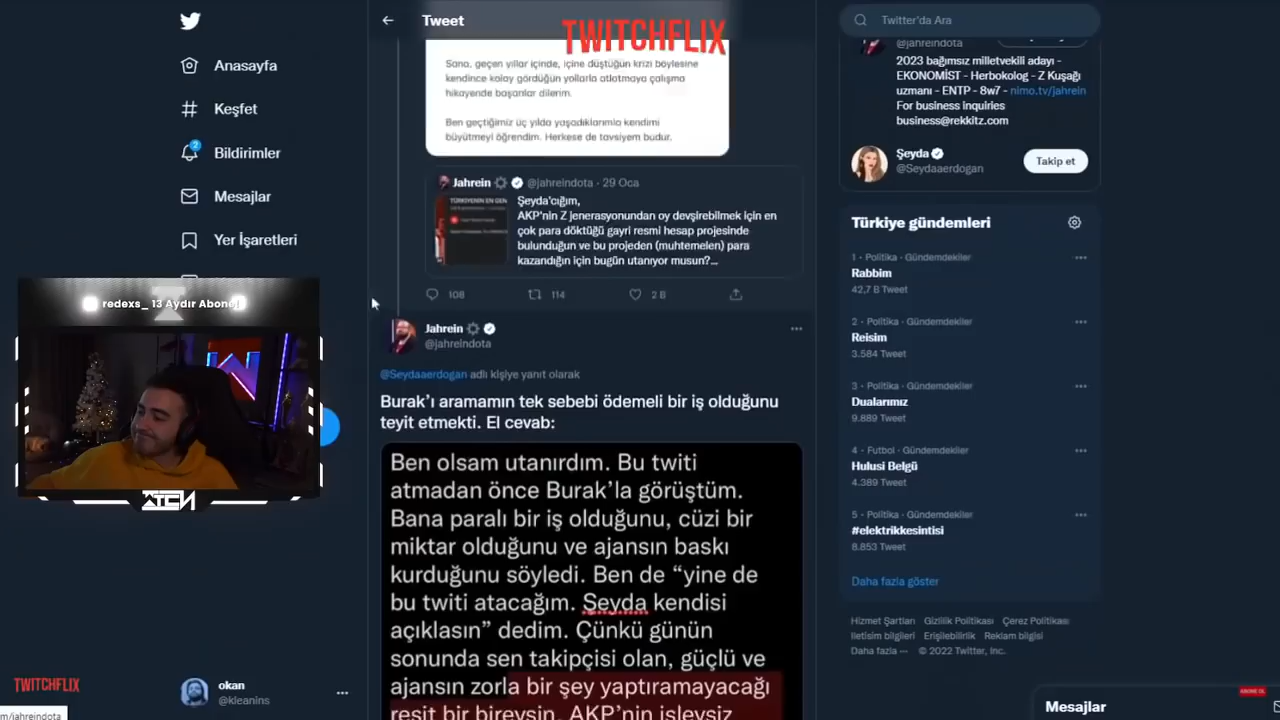 Tweet
TWITCHFLIX
Twitter'da Ara
Anasayfa
Keşfet
2
Bildirimler
Mesajlar
Yer İşaretleri
redexs_ 13 Aydır Abone
TWITCHFLIX
okan
@kleanins
m/jahreindota
Sana, geçen yıllar içinde, içine düştüğün krizi böylesine
kendince kolay gördüğün yollarla atlatmaya çalışma
hikayende başarılar dilerim.
Ben geçtiğimiz üç yılda yaşadıklarımla kendimi
büyütmeyi öğrendim. Herkese de tavsiyem budur.
Jahrein @jahreindota · 29 Oca
Şeyda'cığım,
AKP'nin Z jenerasyonundan oy devşirebilmek için en
çok para döktüğü gayri resmi hesap projesinde
bulunduğun ve bu projeden (muhtemelen) para
kazandığın için bugün utanıyor musun?...
108 114 2 B
Jahrein
@jahreindota
@Seydaaerdogan adlı kişiye yanıt olarak
Burak'ı aramamın tek sebebi ödemeli bir iş olduğunu
teyit etmekti. El cevab:
Ben olsam utanırdım. Bu twiti
atmadan önce Burak'la görüştüm.
Bana paralı bir iş olduğunu, cüzi bir
miktar olduğunu ve ajansın baskı
kurduğunu söyledi. Ben de "yine de
bu twiti atacağım. Şeyda kendisi
açıklasın" dedim. Çünkü günün
sonunda sen takipçisi olan, güçlü ve
ajansın zorla bir şey yaptıramayacağı
reşit bir bireysin. AKP'nin işlevsiz
@jahreindota
2023 bağımsız milletvekili adayı -
EKONOMİST - Herbokolog - Z Kuşağı
uzmanı - ENTP - 8w7 - nimo.tv/jahrein
For business inquiries
business@rekkitz.com
Şeyda
@Seydaaerdogan
Takip et
Türkiye gündemleri
1 · Politika · Gündemdekiler
Rabbim
42,7 B Tweet
2 · Politika · Gündemdekiler
Reisim
3.584 Tweet
3 · Politika · Gündemdekiler
Dualarımız
9.889 Tweet
4 · Futbol · Gündemdekiler
Hulusi Belgü
4.389 Tweet
5 · Politika · Gündemdekiler
#elektrikkesintisi
8.853 Tweet
Daha fazla göster
Hizmet Şartları Gizlilik Politikası Çerez Politikası
Iletisim bilgileri Erişilebilirlik Reklam bilgisi
Daha fazla ··· © 2022 Twitter, Inc.
ABONE OL
Mesajlar